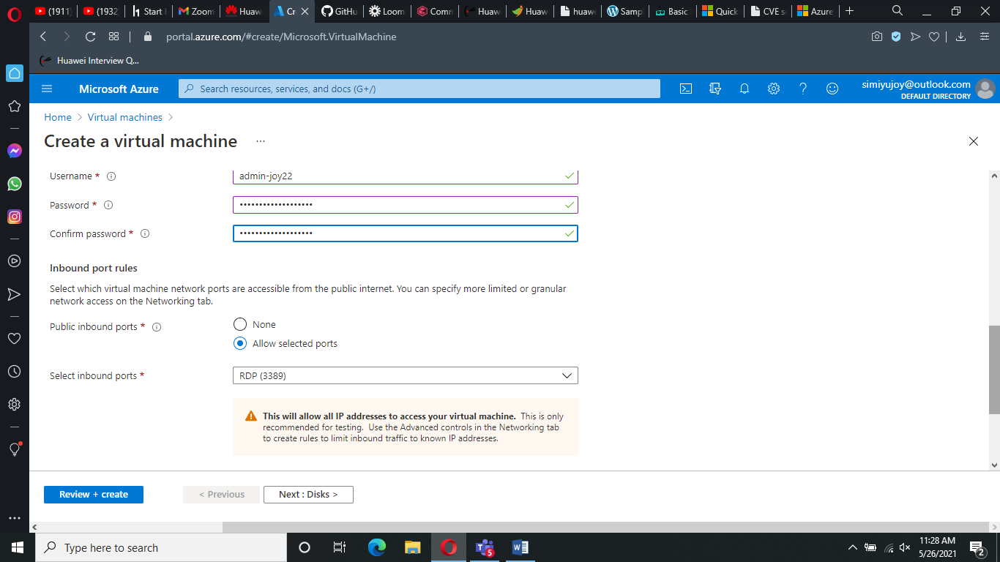 (1911)
(1932
Start
Zoom
Huaw
Cr
GitHu
Loom
Comn
Huaw
Huaw
huawe
Samp
Basic
Quick
CVE s
Azure
portal.azure.com/#create/Microsoft.VirtualMachine
Huawei Interview Q...
Microsoft Azure
Search resources, services, and docs (G+/)
simiyujoy@outlook.com
DEFAULT DIRECTORY
Home > Virtual machines >
Create a virtual machine ...
Username * admin-joy22
Password * •••••••••••••••••••
Confirm password * •••••••••••••••••••
Inbound port rules
Select which virtual machine network ports are accessible from the public internet. You can specify more limited or granular
network access on the Networking tab.
Public inbound ports * None
Allow selected ports
Select inbound ports * RDP (3389)
This will allow all IP addresses to access your virtual machine. This is only
recommended for testing. Use the Advanced controls in the Networking tab
to create rules to limit inbound traffic to known IP addresses.
Review + create < Previous Next : Disks >
Type here to search
5
11:28 AM
5/26/2021
2